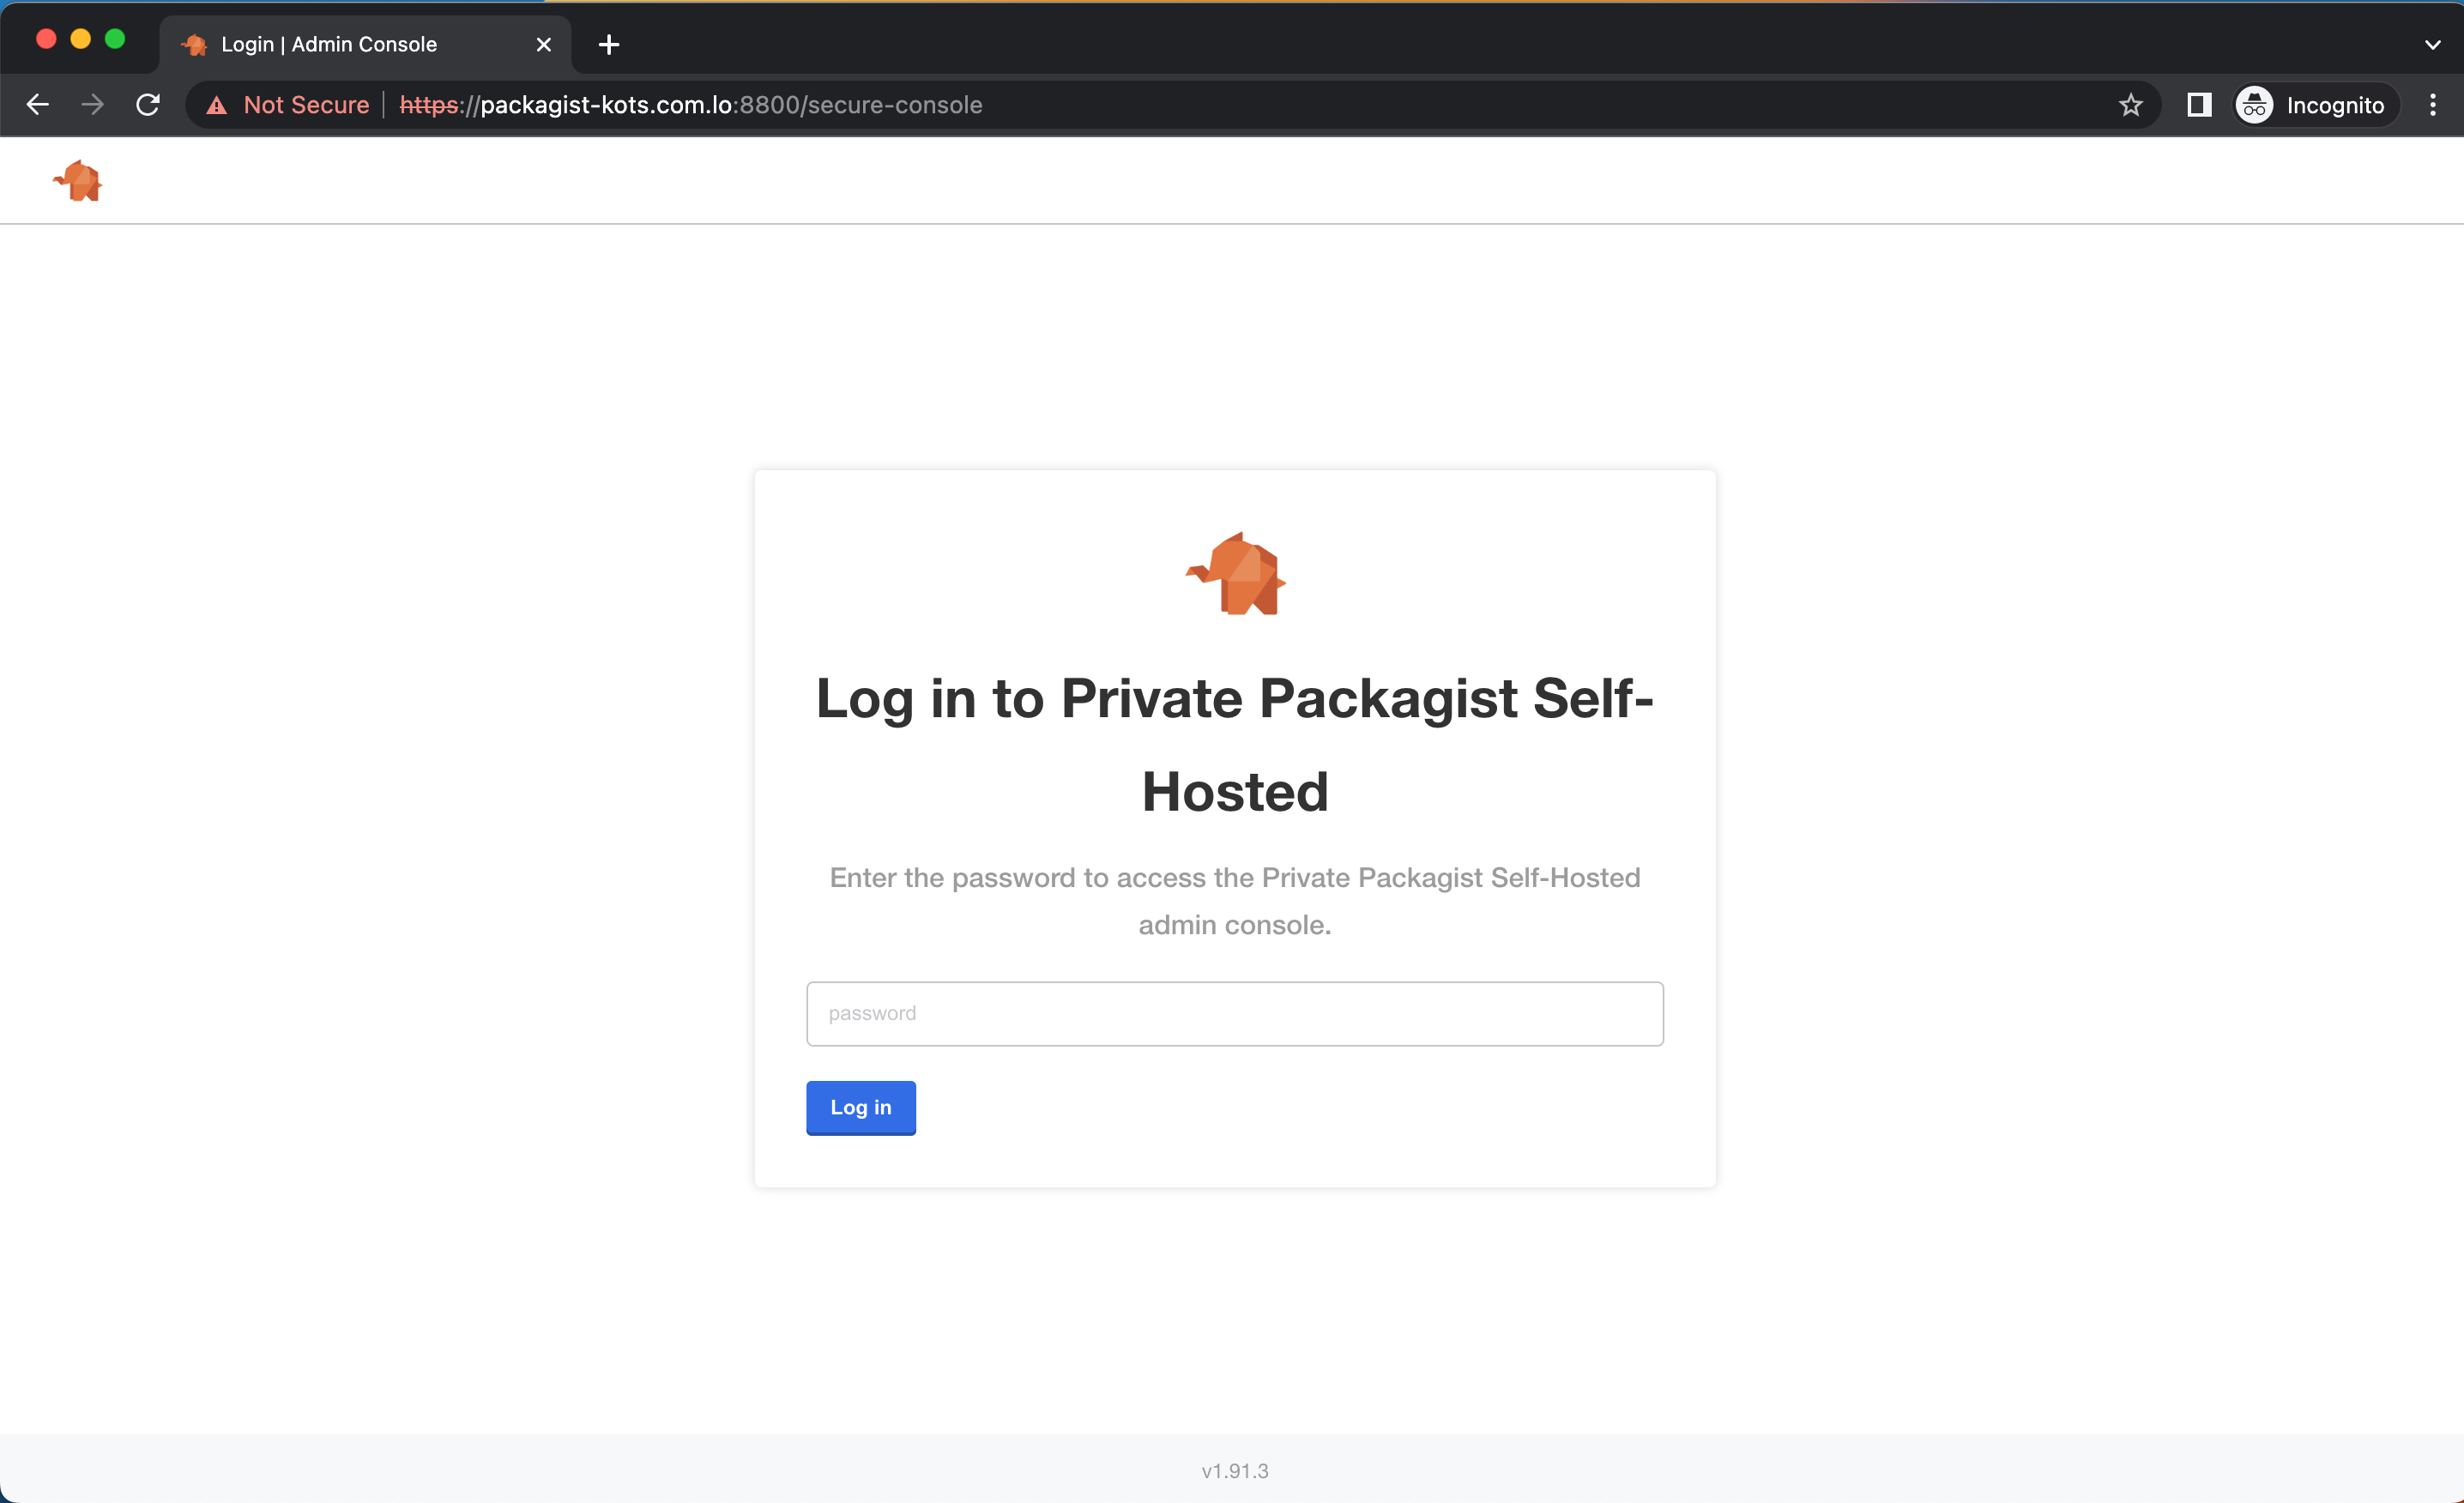 Login | Admin Console
Not Secure https://packagist-kots.com.lo:8800/secure-console Incognito
Log in to Private Packagist Self-
Hosted
Enter the password to access the Private Packagist Self-Hosted
admin console.
password
Log in
v1.91.3